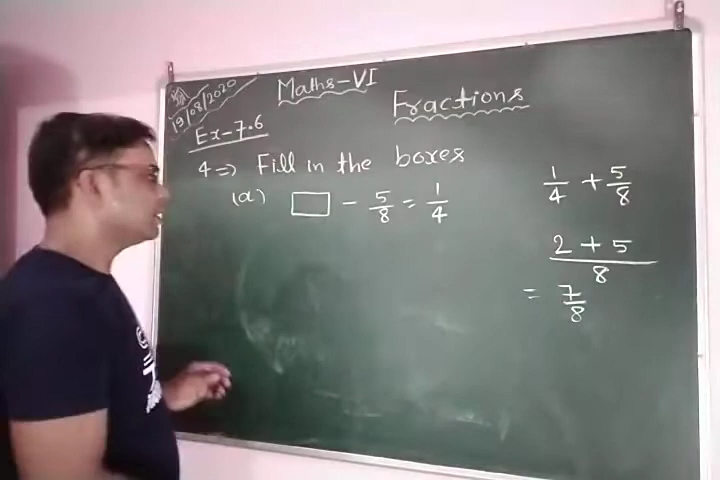 19/08/2020
Maths-VI
Fractions
Ex-7.6
4⇒ Fill in the boxes
(a) □ - 5/8 = 1/4
1/4 + 5/8
2 + 5
8
= 7/8